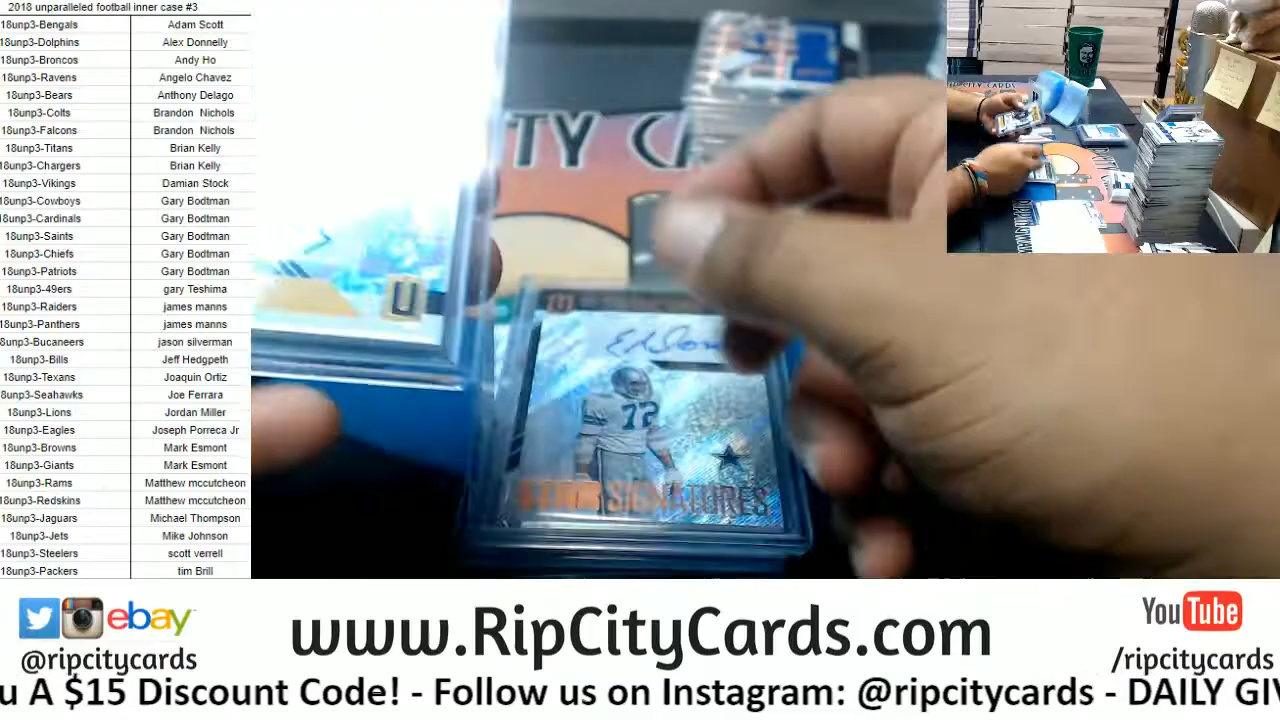 2018 unparalleled football inner case #3
18unp3-Bengals Adam Scott
18unp3-Dolphins Alex Donnelly
18unp3-Broncos Andy Ho
18unp3-Ravens Angelo Chavez
18unp3-Bears Anthony Delago
18unp3-Colts Brandon Nichols
18unp3-Falcons Brandon Nichols
18unp3-Titans Brian Kelly
18unp3-Chargers Brian Kelly
18unp3-Vikings Damian Stock
18unp3-Cowboys Gary Bodtman
18unp3-Cardinals Gary Bodtman
18unp3-Saints Gary Bodtman
18unp3-Chiefs Gary Bodtman
18unp3-Patriots Gary Bodtman
18unp3-49ers gary Teshima
18unp3-Raiders james manns
18unp3-Panthers james manns
18unp3-Bucaneers jason silverman
18unp3-Bills Jeff Hedgpeth
18unp3-Texans Joaquin Ortiz
18unp3-Seahawks Joe Ferrara
18unp3-Lions Jordan Miller
18unp3-Eagles Joseph Porreca Jr
18unp3-Browns Mark Esmont
18unp3-Giants Mark Esmont
18unp3-Rams Matthew mccutcheon
18unp3-Redskins Matthew mccutcheon
18unp3-Jaguars Michael Thompson
18unp3-Jets Mike Johnson
18unp3-Steelers scott verrell
18unp3-Packers tim Brill
TY CA
U
U
72
STAR SIGNATURES
ebay
@ripcitycards
www.RipCityCards.com
YouTube
/ripcitycards
u A $15 Discount Code! - Follow us on Instagram: @ripcitycards - DAILY GIV